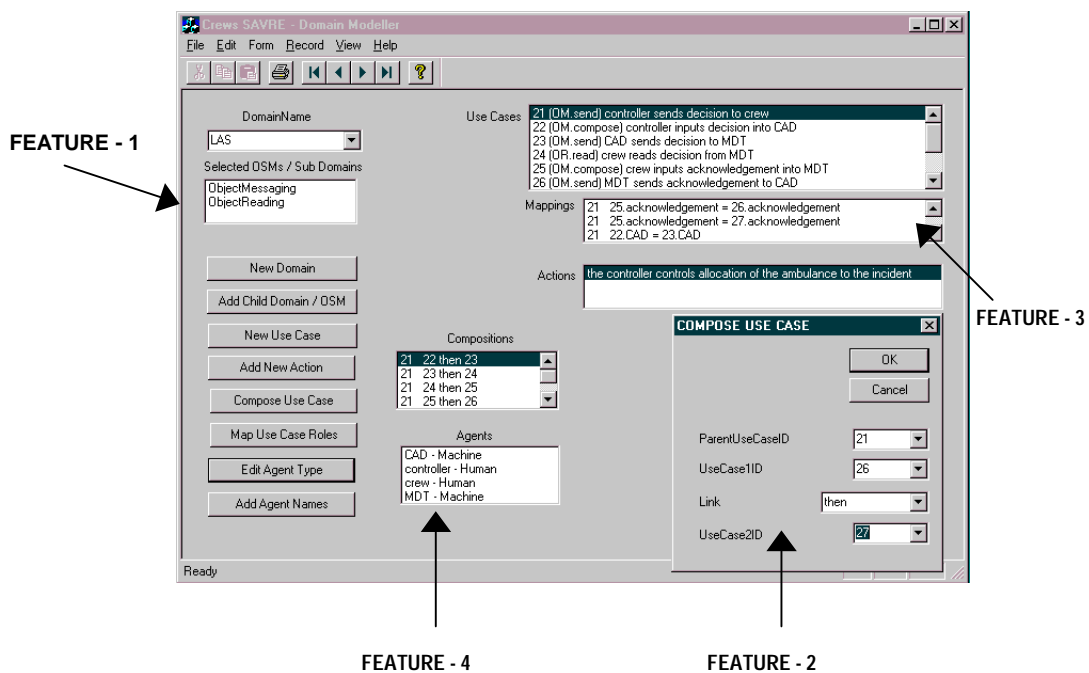 Crews SAVRE - Domain Modeller
File Edit Form Record View Help
DomainName
LAS
Selected OSMs / Sub Domains
ObjectMessaging
ObjectReading
FEATURE - 1
New Domain
Add Child Domain / OSM
New Use Case
Add New Action
Compose Use Case
Map Use Case Roles
Edit Agent Type
Add Agent Names
Use Cases
21 (OM.send) controller sends decision to crew
22 (OM.compose) controller inputs decision into CAD
23 (OM.send) CAD sends decision to MDT
24 (OR.read) crew reads decision from MDT
25 (OM.compose) crew inputs acknowledgement into MDT
26 (OM.send) MDT sends acknowledgement to CAD
Mappings
21 25.acknowledgement = 26.acknowledgement
21 25.acknowledgement = 27.acknowledgement
21 22.CAD = 23.CAD
Actions
the controller controls allocation of the ambulance to the incident
FEATURE - 3
Compositions
21 22 then 23
21 23 then 24
21 24 then 25
21 25 then 26
Agents
CAD - Machine
controller - Human
crew - Human
MDT - Machine
COMPOSE USE CASE
OK
Cancel
ParentUseCaseID 21
UseCase1ID 26
Link then
UseCase2ID 27
Ready
FEATURE - 4
FEATURE - 2